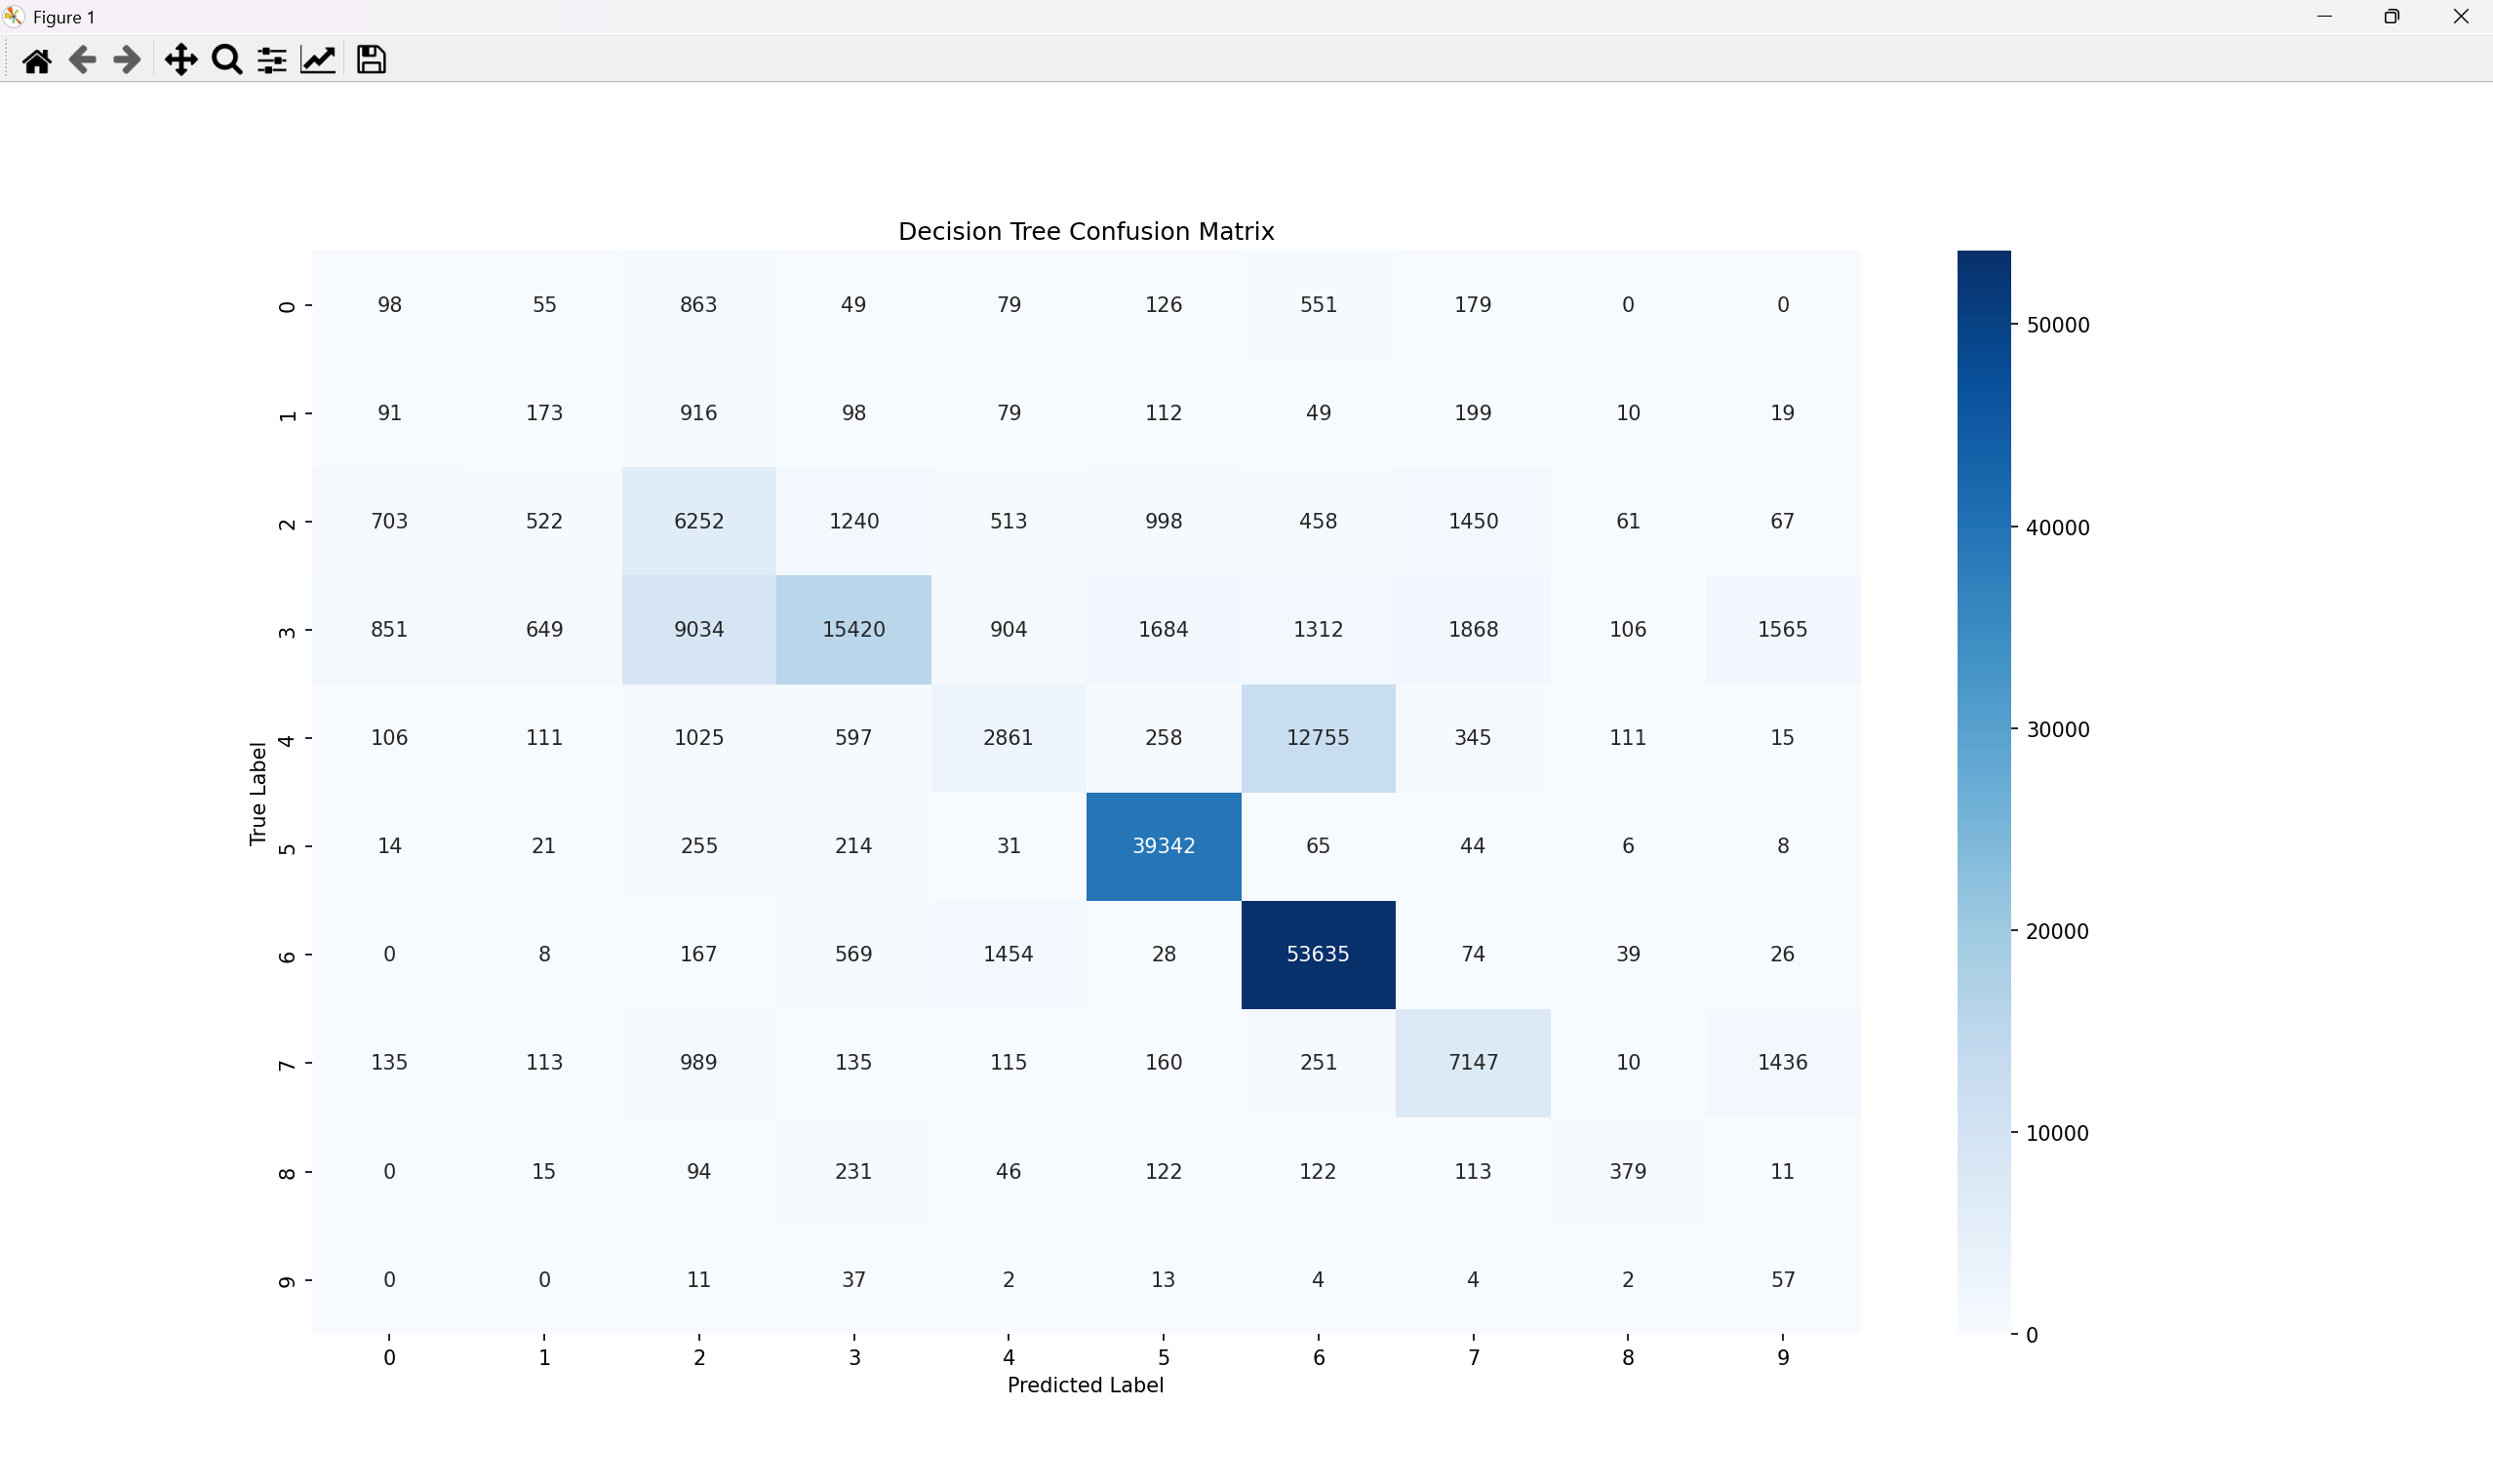 Figure 1
Decision Tree Confusion Matrix
0 98 55 863 49 79 126 551 179 0 0
1 91 173 916 98 79 112 49 199 10 19
2 703 522 6252 1240 513 998 458 1450 61 67
3 851 649 9034 15420 904 1684 1312 1868 106 1565
4 106 111 1025 597 2861 258 12755 345 111 15
5 14 21 255 214 31 39342 65 44 6 8
6 0 8 167 569 1454 28 53635 74 39 26
7 135 113 989 135 115 160 251 7147 10 1436
8 0 15 94 231 46 122 122 113 379 11
9 0 0 11 37 2 13 4 4 2 57
0 1 2 3 4 5 6 7 8 9
Predicted Label
True Label
50000
40000
30000
20000
10000
0